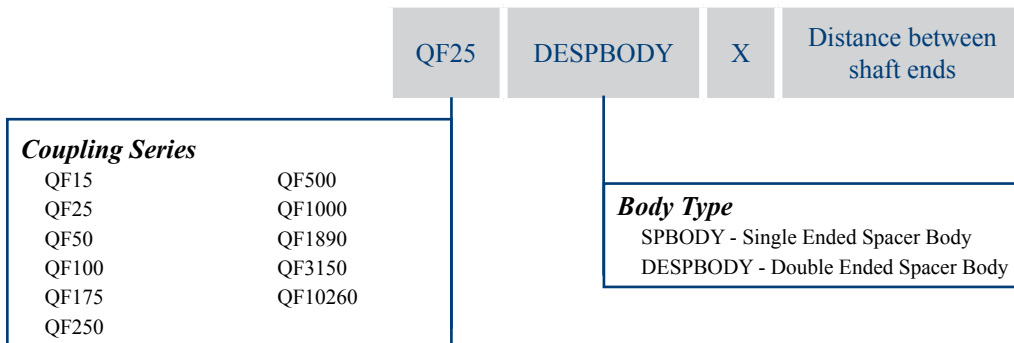 QF25 DESPBODY X Distance between
shaft ends
Coupling Series
QF15 QF500
QF25 QF1000
QF50 QF1890
QF100 QF3150
QF175 QF10260
QF250
Body Type
SPBODY - Single Ended Spacer Body
DESPBODY - Double Ended Spacer Body